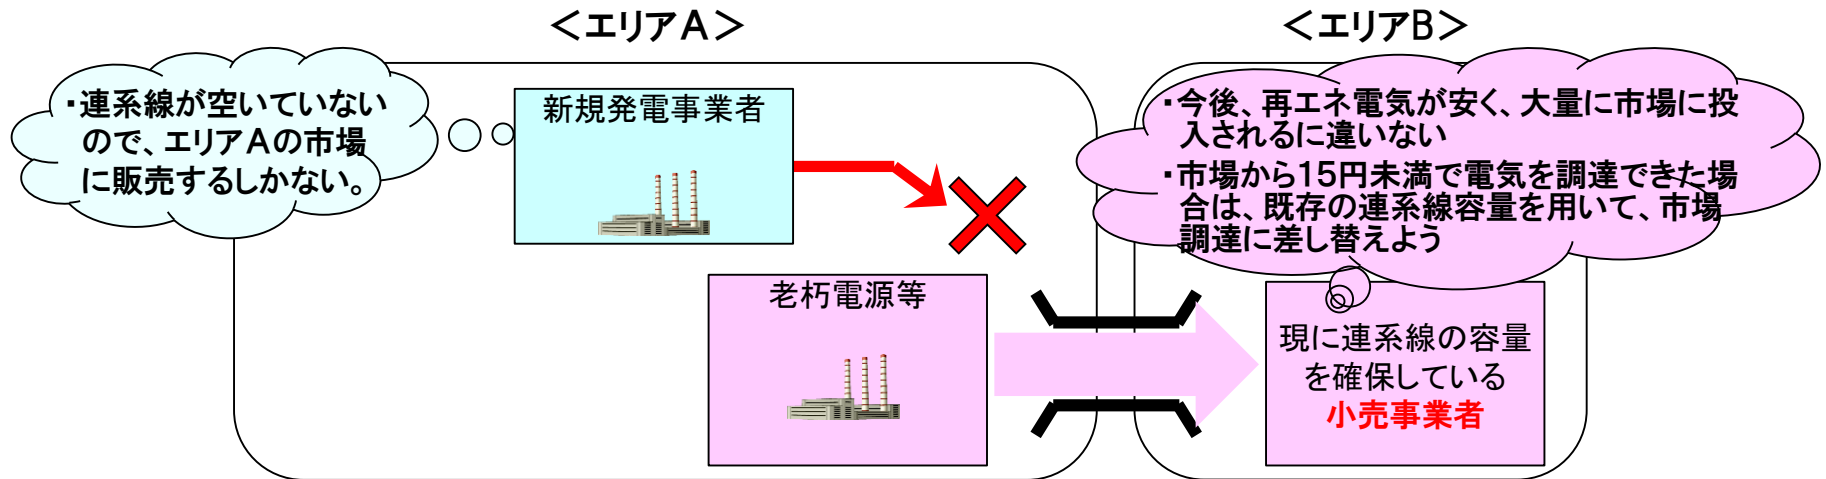 ＜エリアA＞
＜エリアB＞
・連系線が空いていない
ので、エリアAの市場
に販売するしかない。
新規発電事業者
・今後、再エネ電気が安く、大量に市場に投
入されるに違いない
・市場から15円未満で電気を調達できた場
合は、既存の連系線容量を用いて、市場
調達に差し替えよう
老朽電源等
現に連系線の容量
を確保している
小売事業者